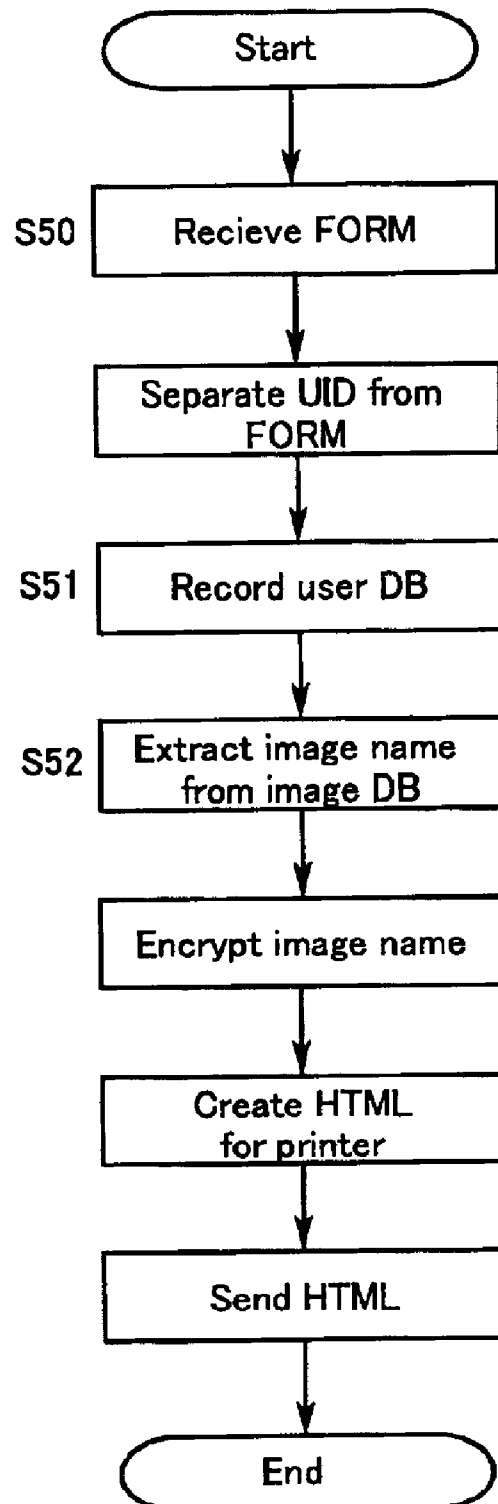 Start
S50 Recieve FORM
Separate UID from
FORM
S51 Record user DB
S52 Extract image name
from image DB
Encrypt image name
Create HTML
for printer
Send HTML
End